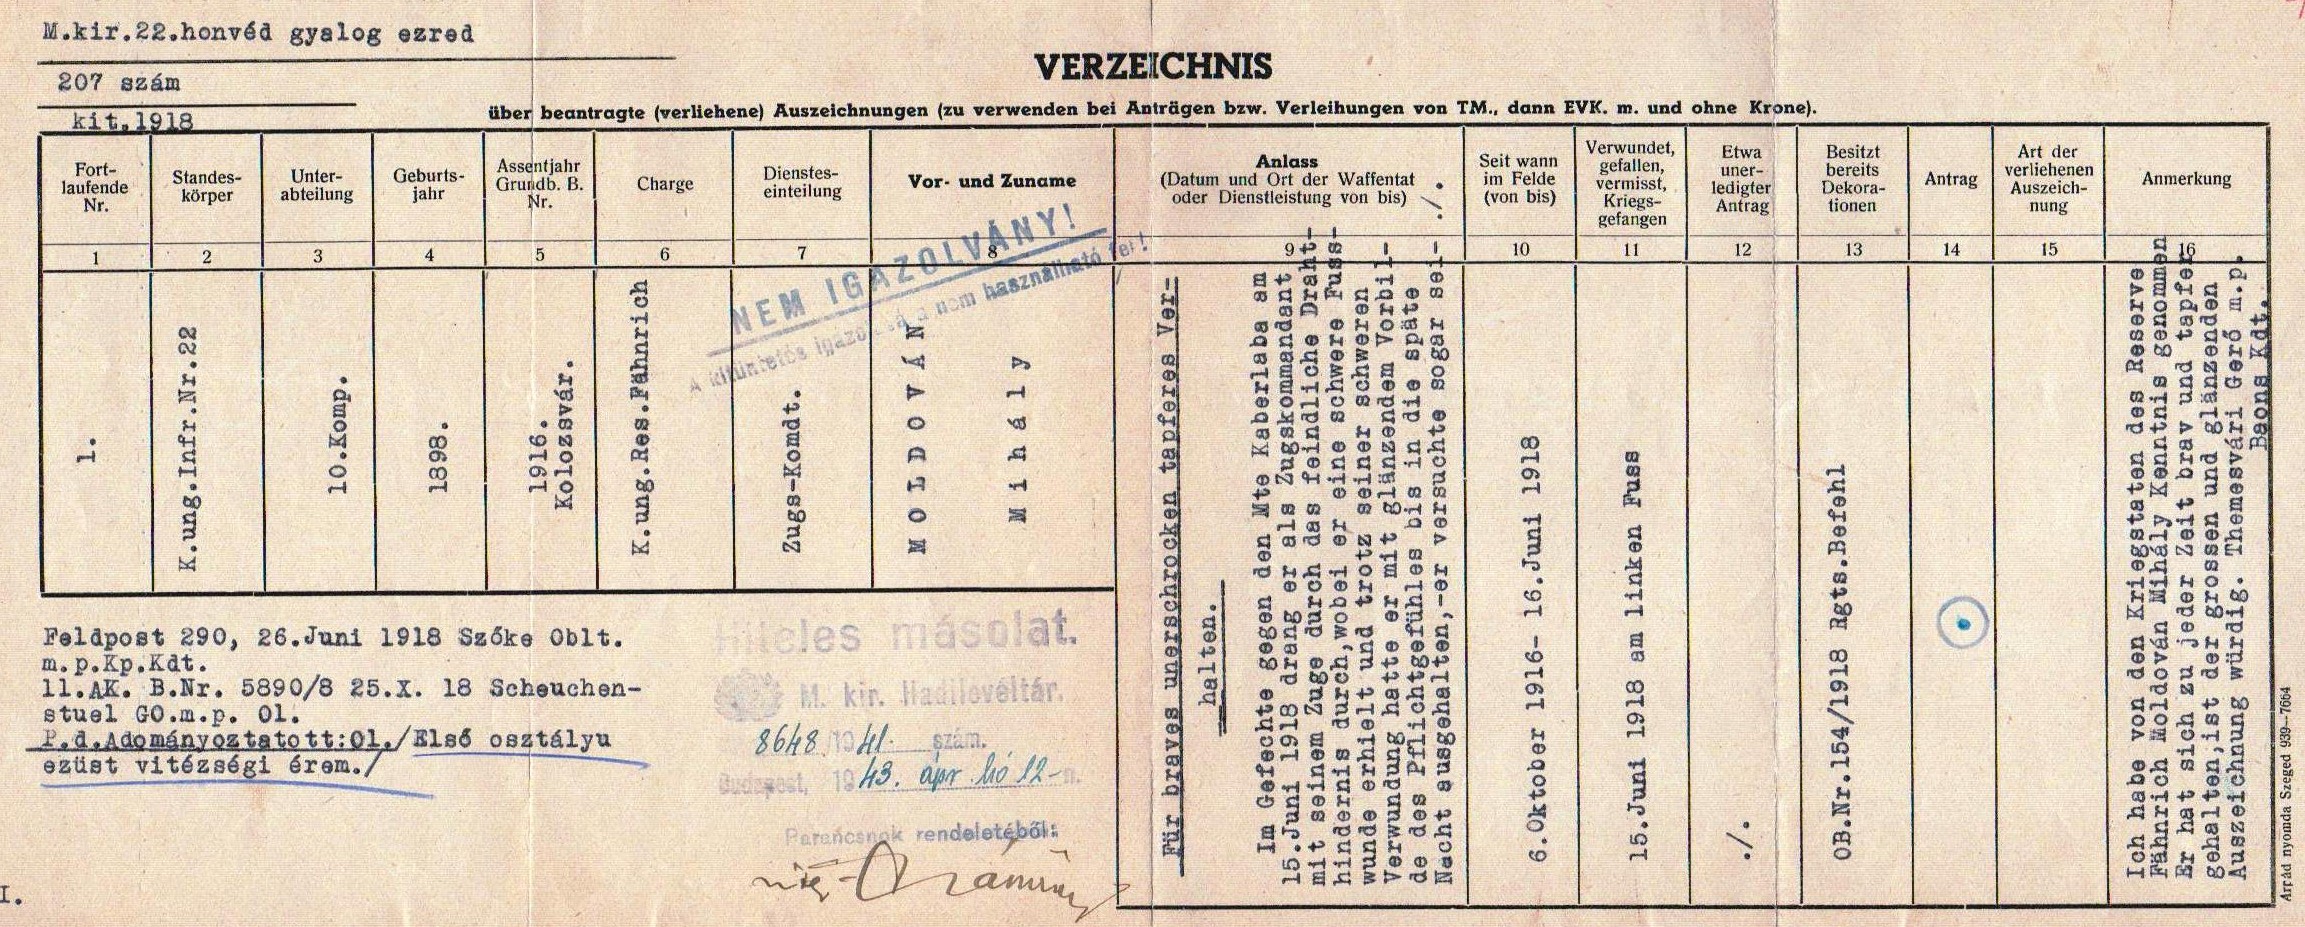 M.kir.22.honvéd gyalog ezred
207 szám
kit.1918
VERZEICHNIS
über beantragte (verliehene) Auszeichnungen (zu verwenden bei Anträgen bzw. Verleihungen von TM., dann EVK. m. und ohne Krone).
Fort-
laufende
Nr.
Standes-
körper
Unter-
abteilung
Geburts-
jahr
Assentjahr
Grundb. B.
Nr.
Charge
Dienstes-
einteilung
Vor- und Zuname
Anlass
(Datum und Ort der Waffentat
oder Dienstleistung von bis)
./.
Seit wann
im Felde
(von bis)
Verwundet,
gefallen,
vermisst,
Kriegs-
gefangen
Etwa
uner-
ledigter
Antrag
Besitzt
bereits
Dekora-
tionen
Antrag
Art der
verliehenen
Auszeich-
nung
Anmerkung
1 2 3 4 5 6 7 8 9 10 11 12 13 14 15 16
1.
K.ung.Infr.Nr.22
10.Komp.
1898.
1916.
Kolozsvár.
K.ung.Res.Fähnrich
Zugs-Komdt.
MOLDOVÁN
Mihály
NEM IGAZOLVÁNY!
A kitüntetés igazolására nem használható fel!
Für braves unerschrocken tapferes Ver-
halten.
Im Gefechte gegen den Mte Kaberlaba am
15.Juni 1918 drang er als Zugskommandant
mit seinem Zuge durch das feindliche Draht-
hindernis durch,wobei er eine schwere Fuss-
wunde erhielt und trotz seiner schweren
Verwundung hatte er mit glänzendem Vorbil-
de des Pflichtgefühles bis in die späte
Nacht ausgehalten,-er versuchte sogar sei-
6.Oktober 1916- 16.Juni 1918
15.Juni 1918 am linken Fuss
./.
OB.Nr.154/1918 Rgts.Befehl
Ich habe von den Kriegstaten des Reserve
Fähnrich Moldován Mihály Kenntnis genommen
Er hat sich zu jeder Zeit brav und tapfer
gehalten,ist der grossen und glänzenden
Auszeichnung würdig. Themesvári Gerő m.p.
Baons Kdt.
Feldpost 290, 26.Juni 1918 Szőke Oblt.
m.p.Kp.Kdt.
11.AK. B.Nr. 5890/8 25.X. 18 Scheuchen-
stuel GO.m.p. Ol.
P.d.Adományoztatott:Ol./Első osztályu
ezüst vitézségi érem./
Hiteles másolat.
M. kir. Hadilevéltár.
8648/1941. szám.
Budapest, 1943. ápr hó 12-n.
Parancsnok rendeletéből:
I.
Árpád nyomda Szeged 939—7664